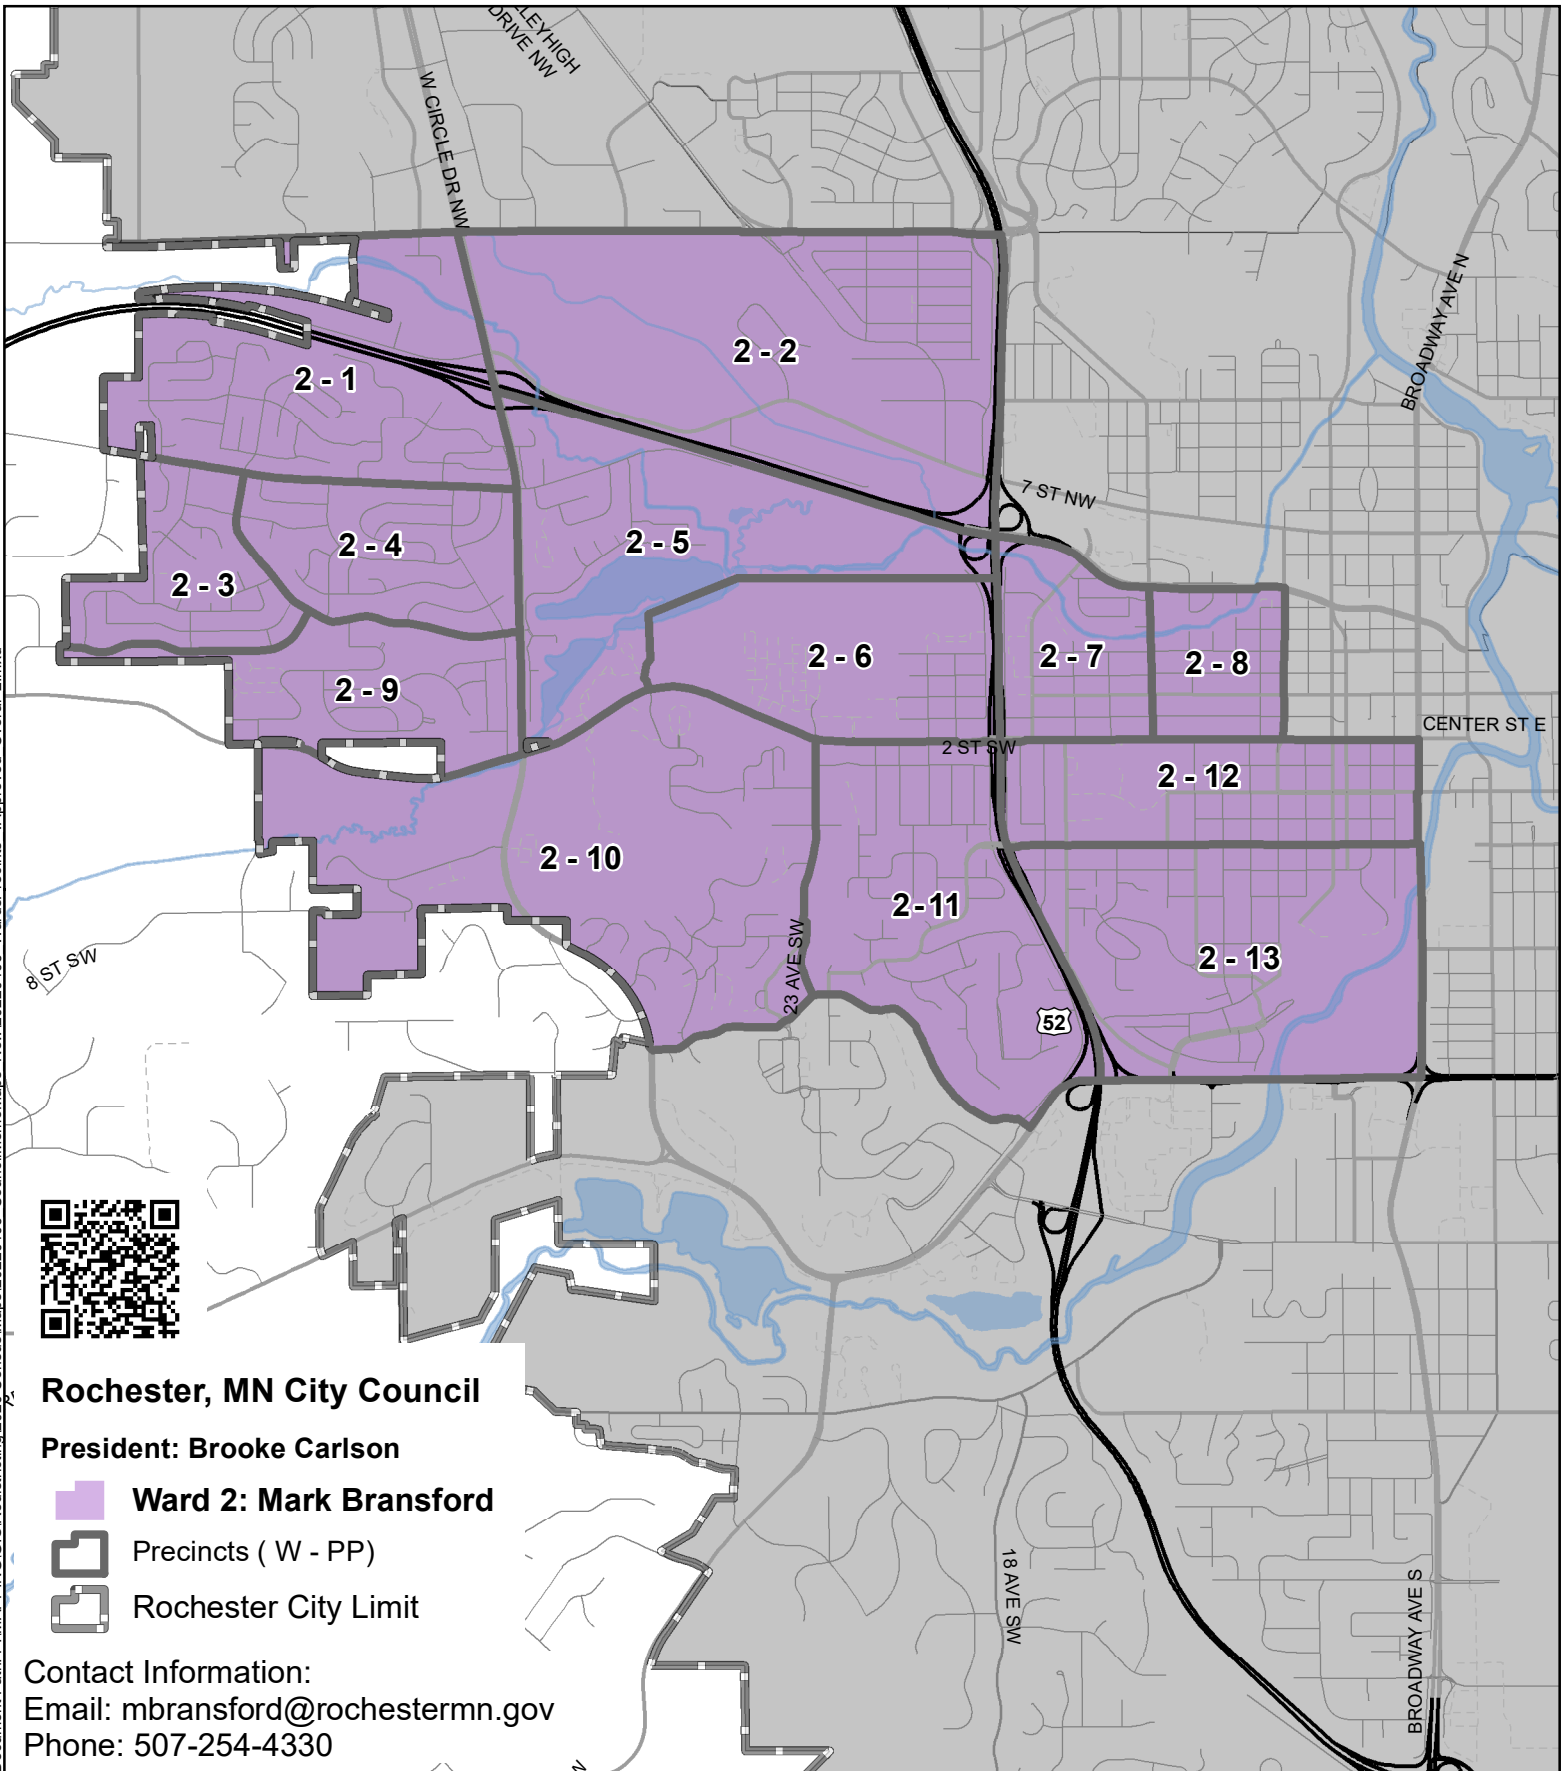 LLEYHIGH
DRIVE NW
W CIRCLE DR NW
BROADWAY AVE N
2 - 2
2 - 1
7 ST NW
2 - 4
2 - 5
2 - 3
2 - 6
2 - 7
2 - 8
2 - 9
CENTER ST E
2 ST SW
2 - 12
2 - 10
2 - 11
23 AVE SW
8 ST SW
2 - 13
52
Rochester, MN City Council
President: Brooke Carlson
Ward 2: Mark Bransford
Precincts ( W - PP)
Rochester City Limit
18 AVE SW
BROADWAY AVE S
Contact Information:
Email: mbransford@rochestermn.gov
Phone: 507-254-4330